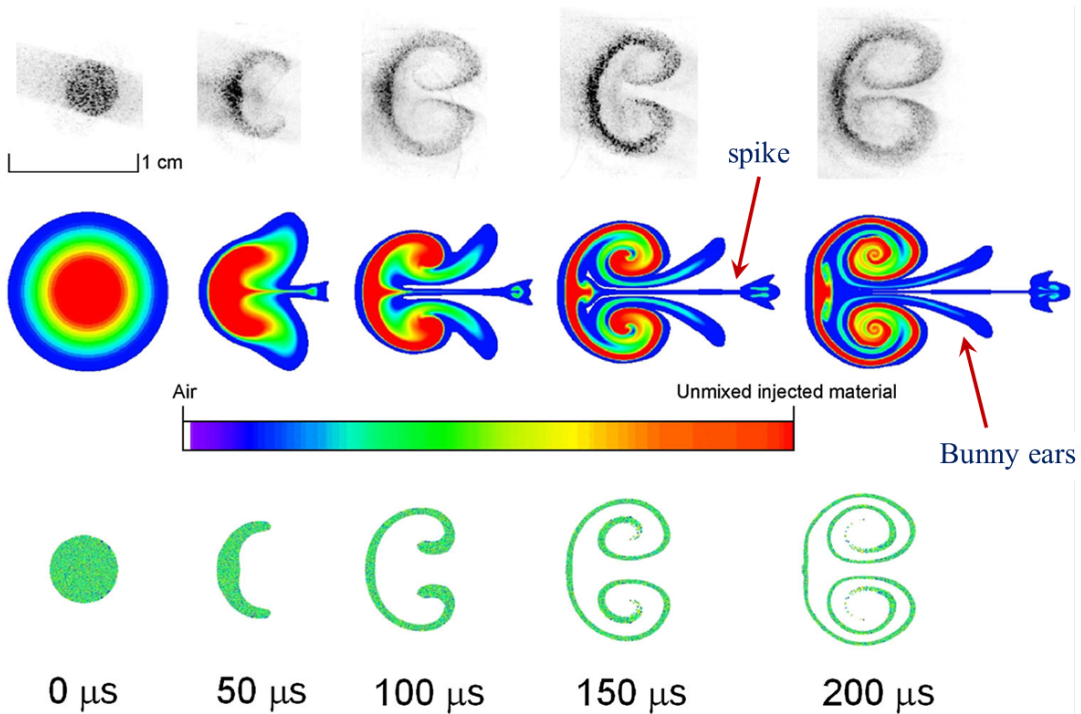 1 cm
spike
Air
Unmixed injected material
Bunny ears
0 μs
50 μs
100 μs
150 μs
200 μs